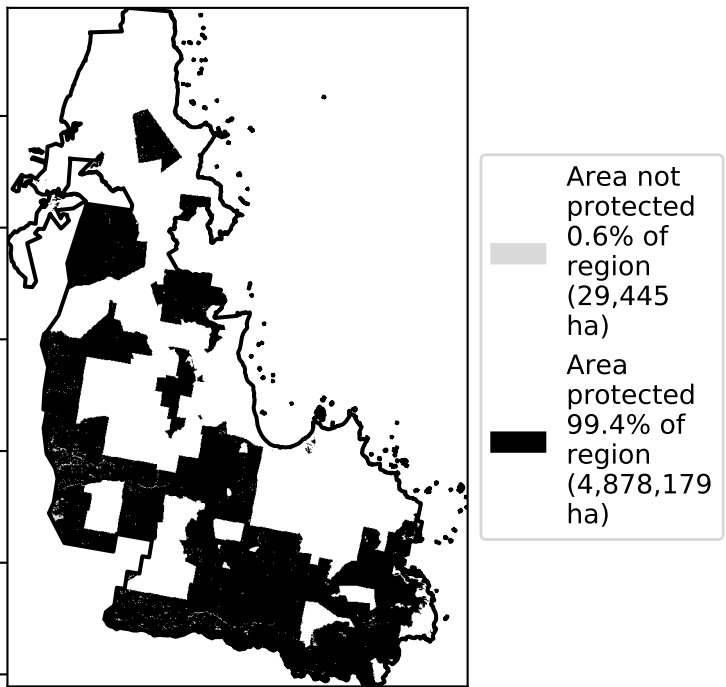 Area not
protected
0.6% of
region
(29,445
ha)
Area
protected
99.4% of
region
(4,878,179
ha)